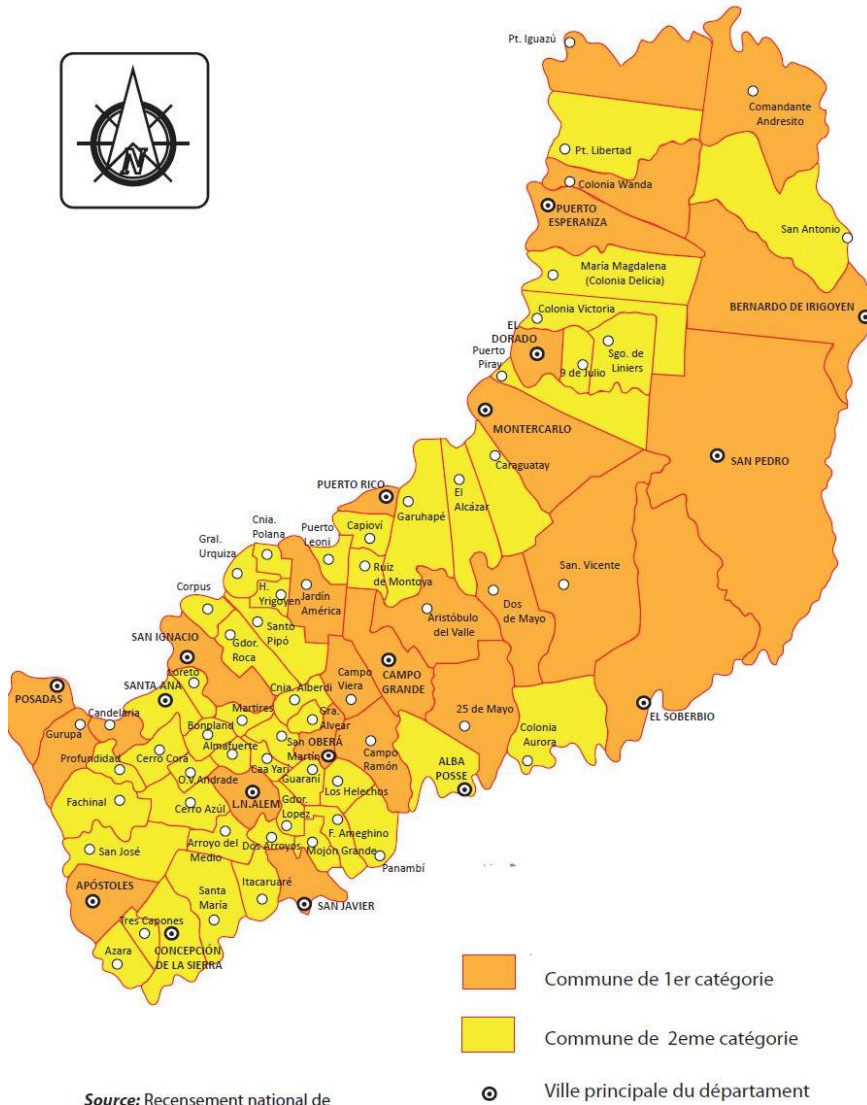 Pt. Iguazú
Comandante
Andresito
N
Pt. Libertad
Colonia Wanda
PUERTO
ESPERANZA
San Antonio
María Magdalena
(Colonia Delicia)
BERNARDO DE IRIGOYEN
Colonia Victoria
EL
DORADO
Puerto
Piray
9 de Julio
Sgo. de
Liniers
MONTERCARLO
Caraguatay
SAN PEDRO
PUERTO RICO
Garuhapé
El
Alcázar
Cnia.
Polana
Puerto
Leoni
Capioví
Gral.
Urquiza
Ruiz
de Montoya
San. Vicente
H.
Yrigoyen
Jardín
América
Corpus
Aristóbulo
del Valle
Dos
de Mayo
Santo
Pipó
SAN IGNACIO
Gdor.
Roca
Loreto
Campo
Viera
CAMPO
GRANDE
POSADAS
SANTA ANA
Cnia. Alberdi
Candelaria
Martires
Gra.
Alvear
25 de Mayo
EL SOBERBIO
Gurupa
Bonpland
San
Martín
OBERÁ
Campo
Ramón
Colonia
Aurora
Profundidad
Cerro Corá
Almafuerte
Caa Yarí
Guaraní
ALBA
POSSE
O.V.Andrade
Los Helechos
Fachinal
Cerro Azúl
L.N.ALEM
Gdor.
Lopez
F. Ameghino
San José
Arroyo del
Medio
Dos Arroyos
Mojón Grande
Panambí
APÓSTOLES
Santa
María
Itacaruaré
SAN JAVIER
Tres Capones
Azara
CONCEPCIÓN
DE LA SIERRA
Commune de 1er catégorie
Commune de 2eme catégorie
Ville principale du départament
Source: Recensement national de